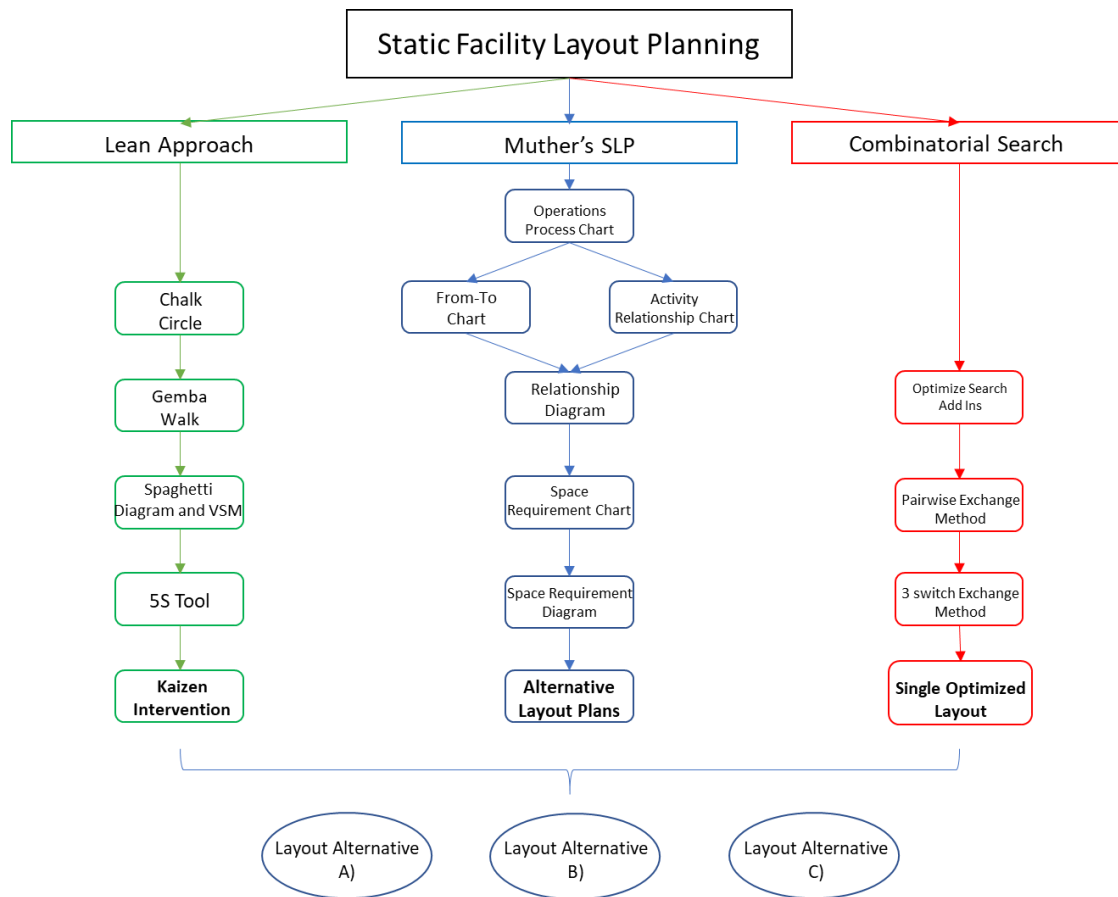 Static Facility Layout Planning
Lean Approach
Muther’s SLP
Combinatorial Search
Operations
Process Chart
Chalk
Circle
From-To
Chart
Activity
Relationship Chart
Gemba
Walk
Relationship
Diagram
Optimize Search
Add Ins
Spaghetti
Diagram and VSM
Space
Requirement Chart
Pairwise Exchange
Method
5S Tool
Space Requirement
Diagram
3 switch Exchange
Method
Kaizen
Intervention
Alternative
Layout Plans
Single Optimized
Layout
Layout Alternative
A)
Layout Alternative
B)
Layout Alternative
C)